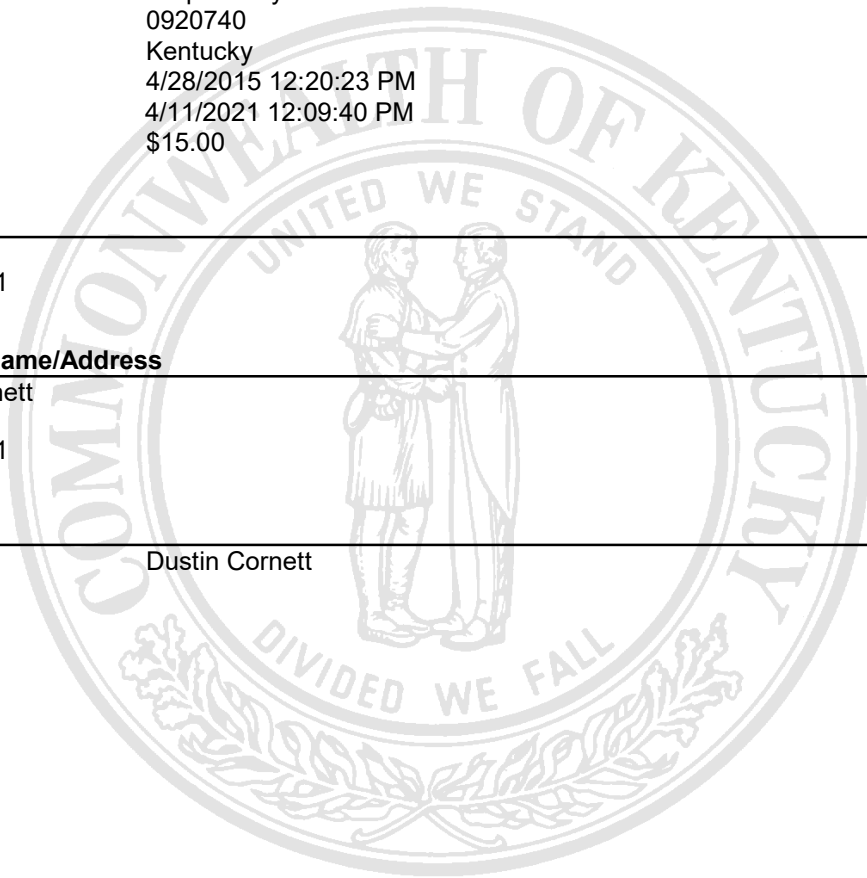 0920740
Kentucky
4/28/2015 12:20:23 PM
4/11/2021 12:09:40 PM
$15.00
1
ame/Address
nett
1
Dustin Cornett
COMMONWEALTH OF KENTUCKY
UNITED WE STAND
DIVIDED WE FALL